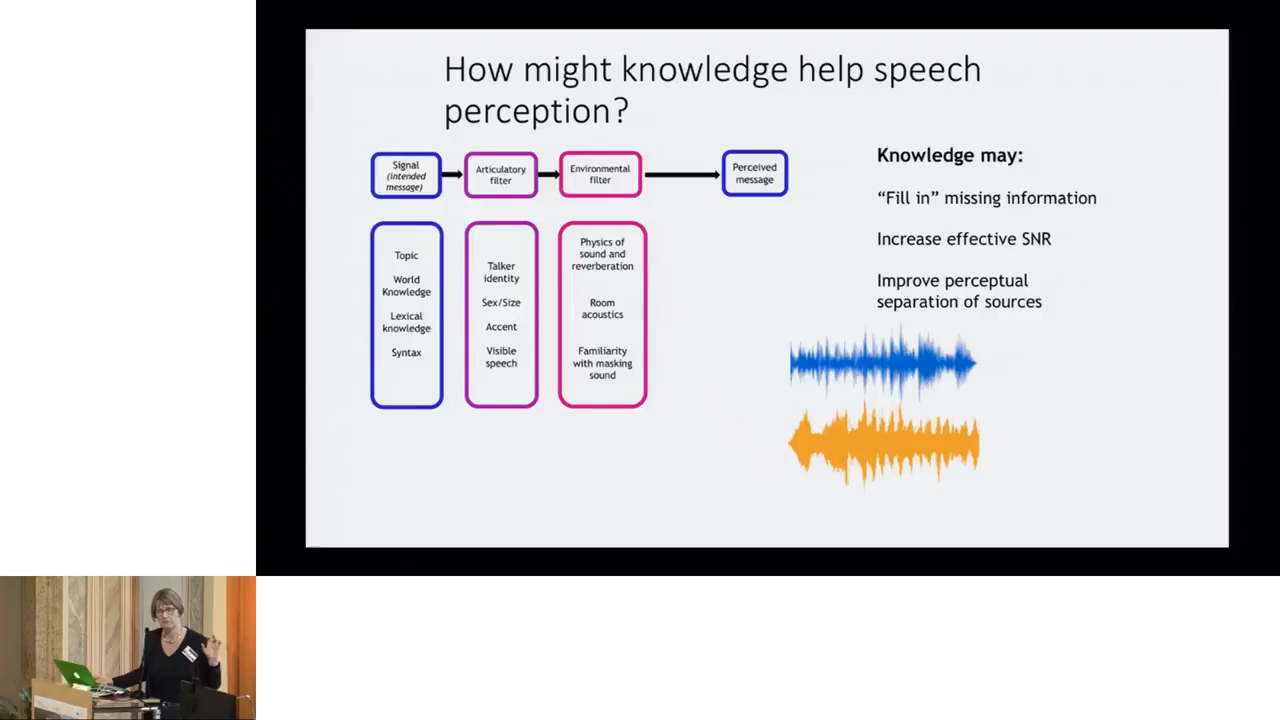 How might knowledge help speech
perception?
Signal
(intended
message)
Articulatory
filter
Environmental
filter
Perceived
message
Topic
World
Knowledge
Lexical
knowledge
Syntax
Talker
identity
Sex/Size
Accent
Visible
speech
Physics of
sound and
reverberation
Room
acoustics
Familiarity
with masking
sound
Knowledge may:
“Fill in” missing information
Increase effective SNR
Improve perceptual
separation of sources